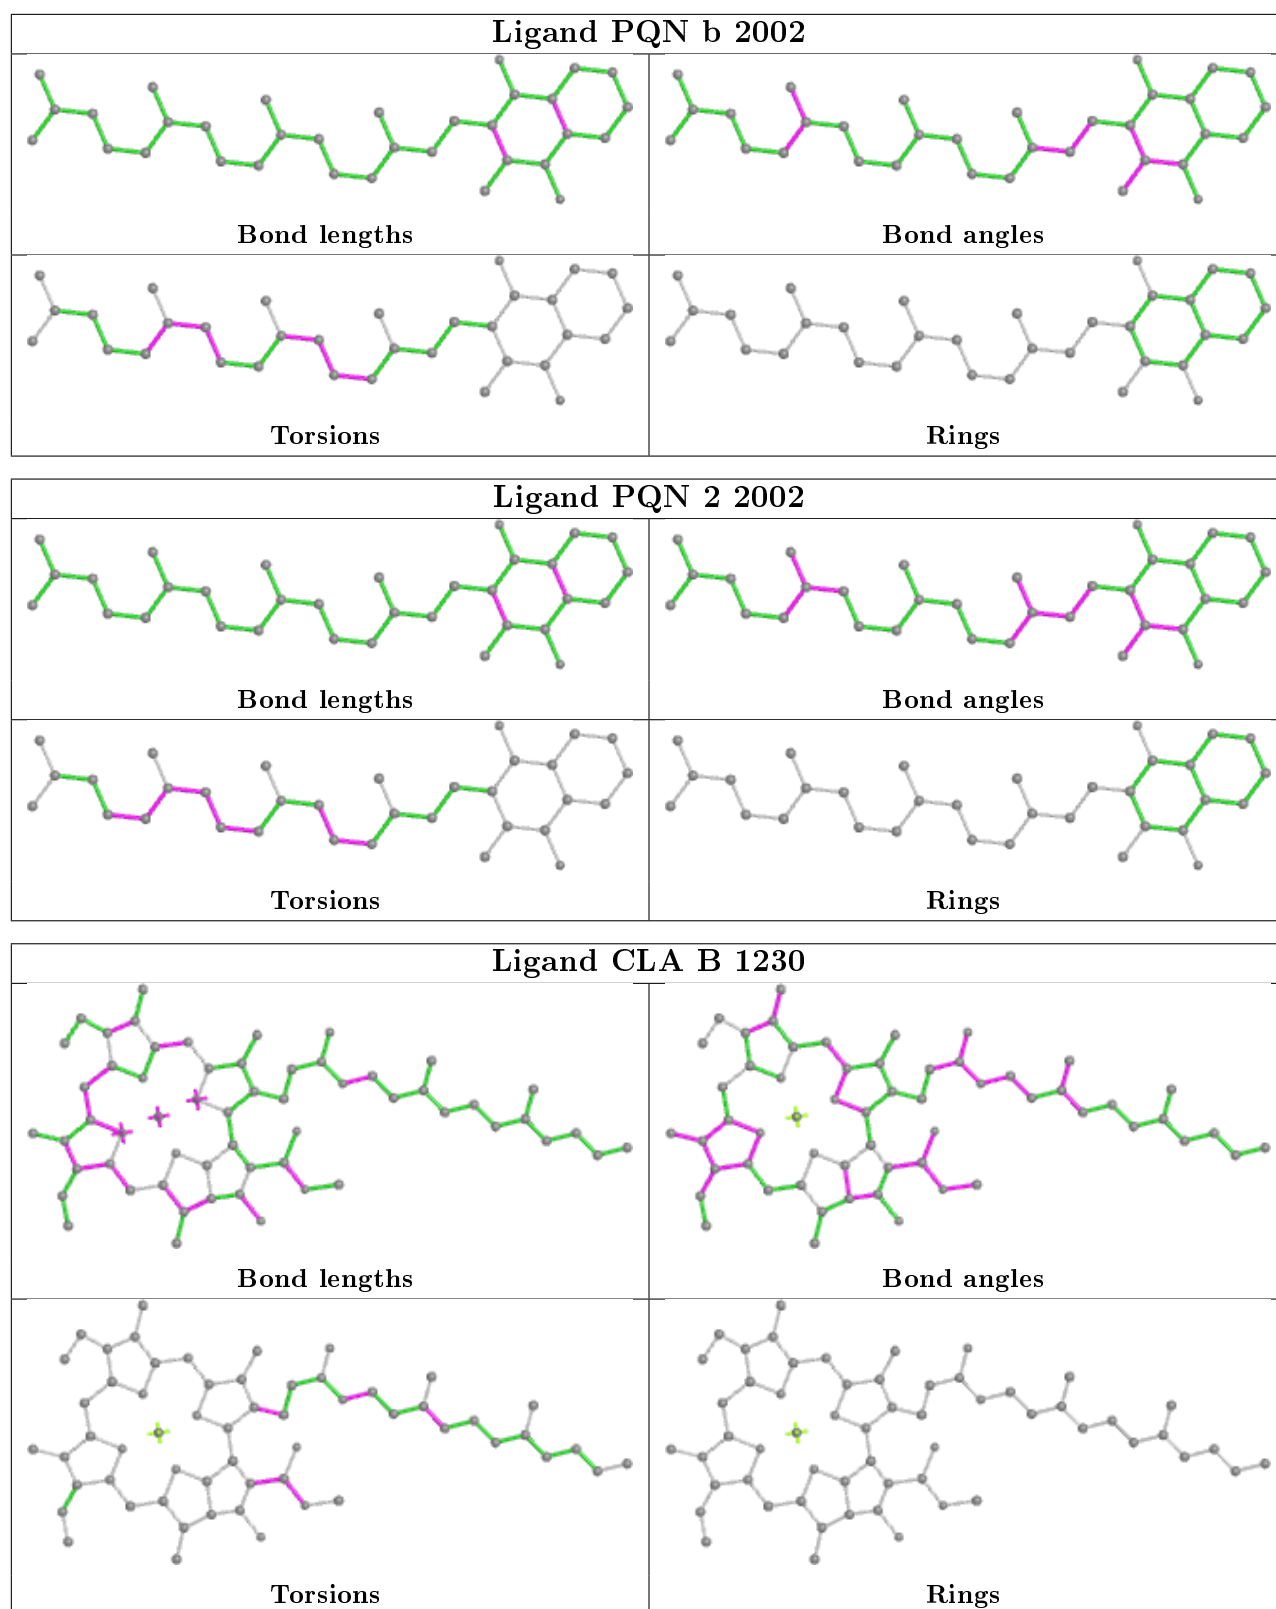 Ligand PQN b 2002
Bond lengths
Bond angles
Torsions
Rings
Ligand PQN 2 2002
Bond lengths
Bond angles
Torsions
Rings
Ligand CLA B 1230
Bond lengths
Bond angles
Torsions
Rings